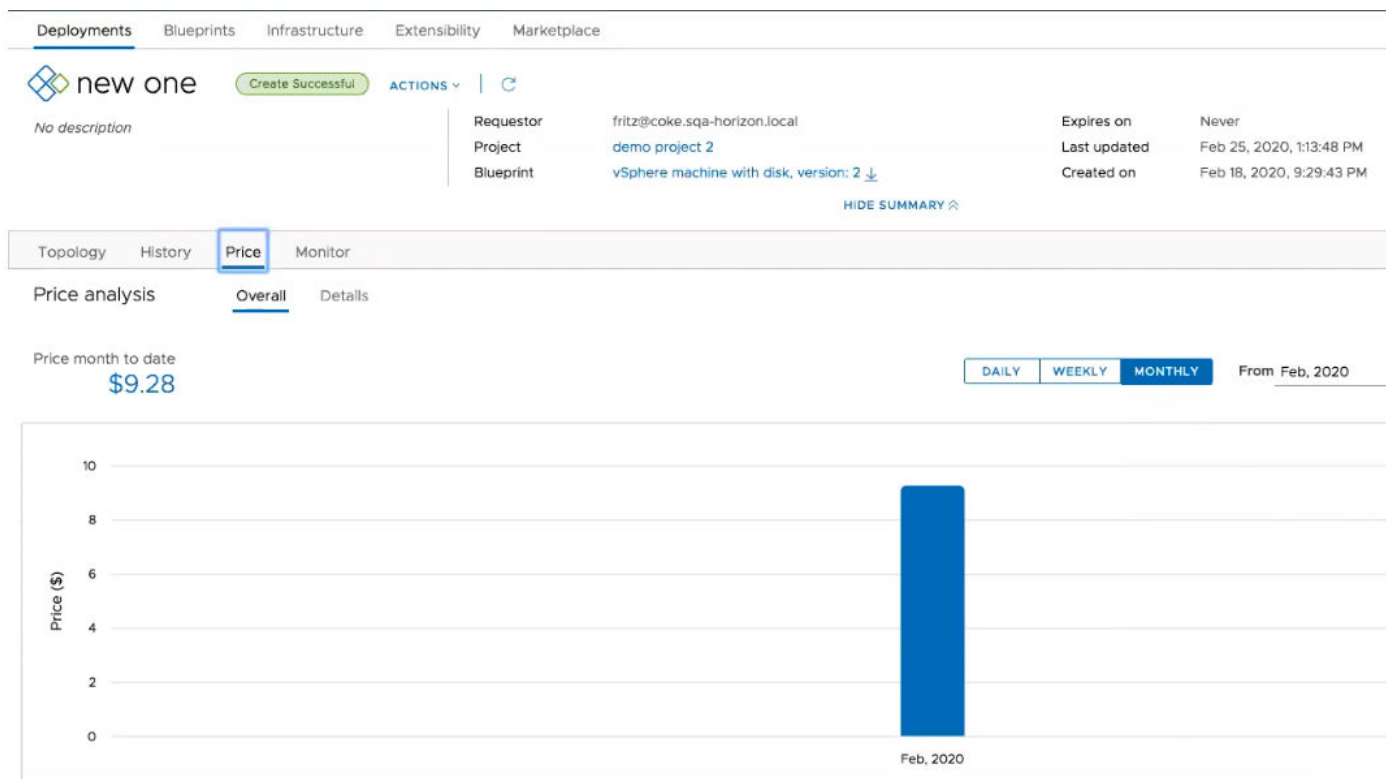 Deployments Blueprints Infrastructure Extensibility Marketplace
new one Create Successful ACTIONS
No description
Requestor fritz@coke.sqa-horizon.local Expires on Never
Project demo project 2 Last updated Feb 25, 2020, 1:13:48 PM
Blueprint vSphere machine with disk, version: 2 Created on Feb 18, 2020, 9:29:43 PM
HIDE SUMMARY
Topology History Price Monitor
Price analysis Overall Details
Price month to date
$9.28
DAILY WEEKLY MONTHLY From Feb, 2020
10
8
6
4
2
0
Price ($)
Feb, 2020